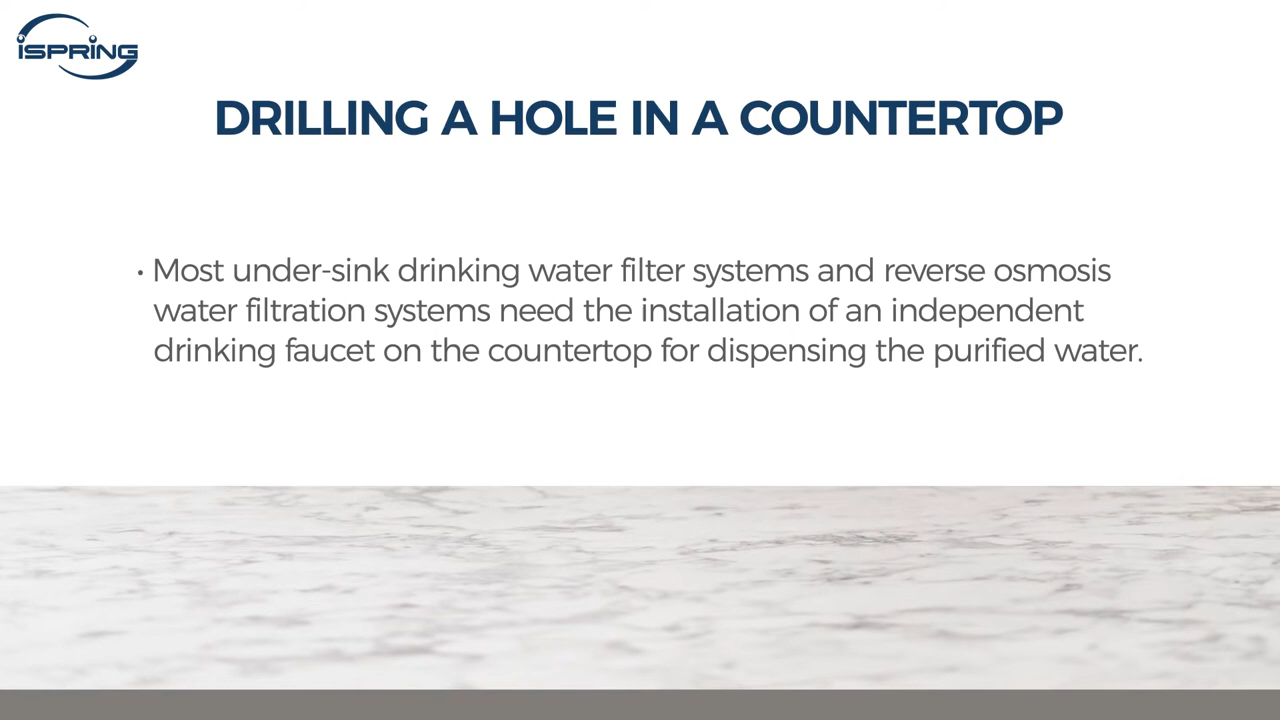 iSPRiNG
DRILLING A HOLE IN A COUNTERTOP
• Most under-sink drinking water filter systems and reverse osmosis
water filtration systems need the installation of an independent
drinking faucet on the countertop for dispensing the purified water.